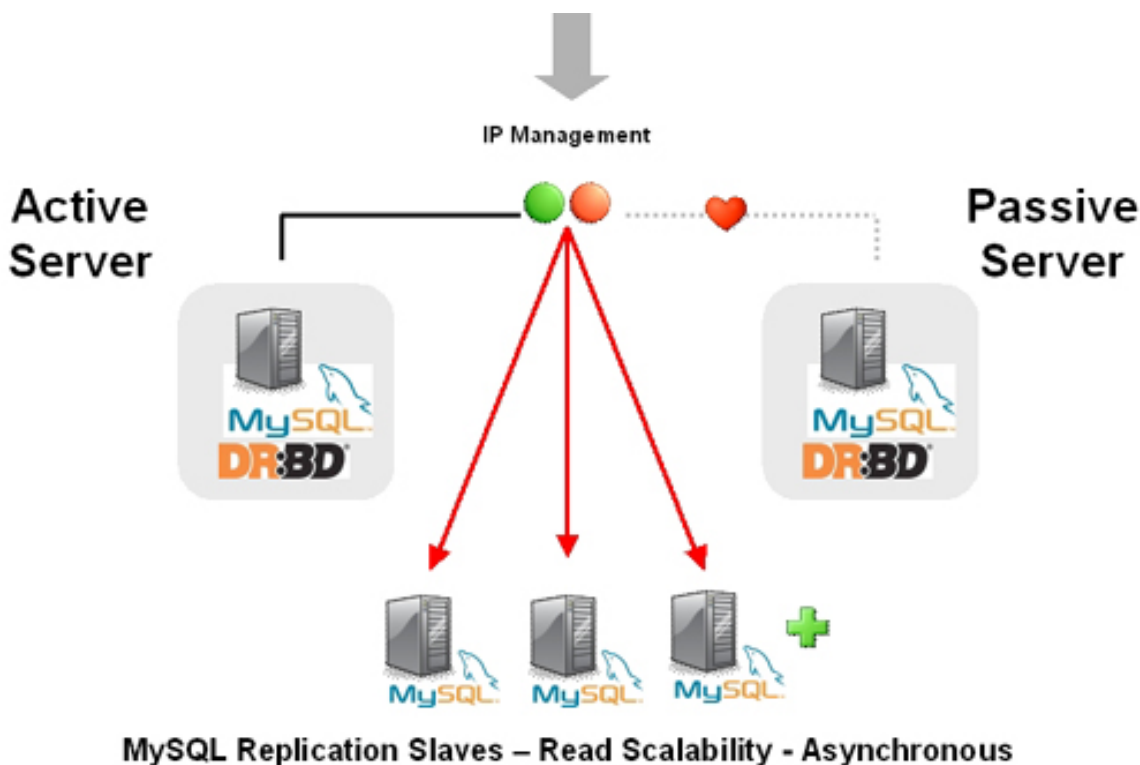 IP Management
Active
Server
Passive
Server
MySQL.
DR:BD®
MySQL.
DR:BD®
MySQL.
MySQL.
MySQL.
MySQL Replication Slaves – Read Scalability - Asynchronous